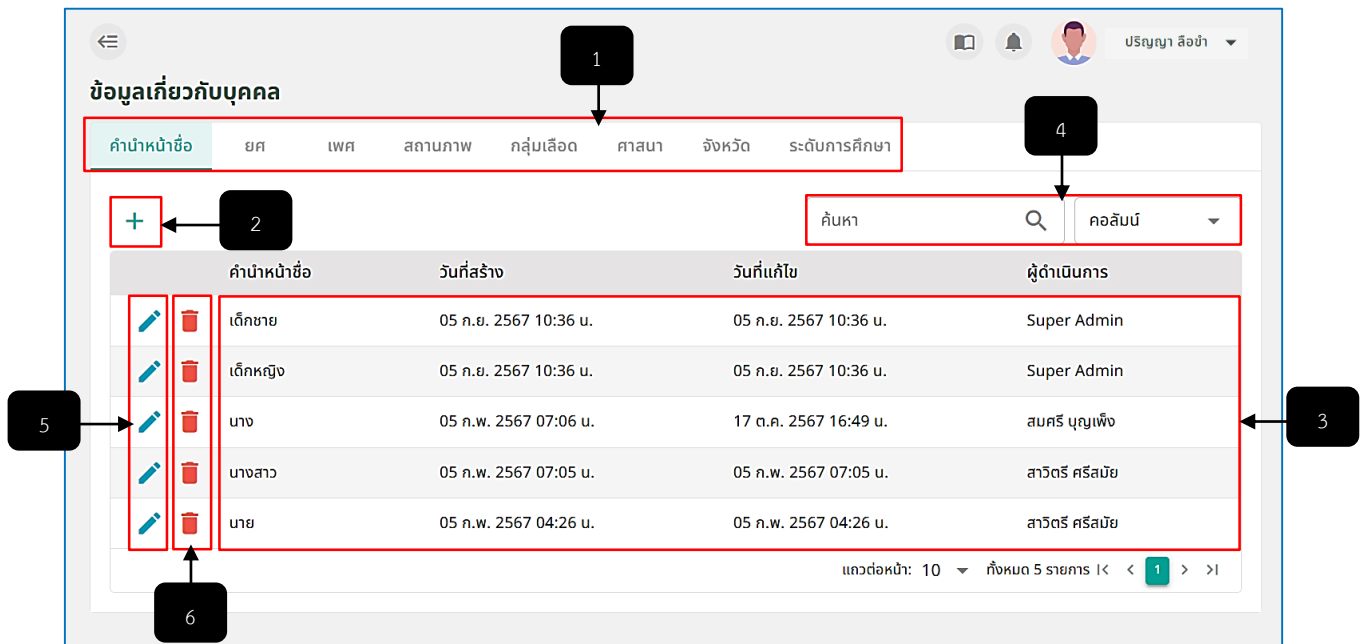 ปริญญา ลือขำ
1
ข้อมูลเกี่ยวกับบุคคล
4
คำนำหน้าชื่อ ยศ เพศ สถานภาพ กลุ่มเลือด ศาสนา จังหวัด ระดับการศึกษา
+ 2 ค้นหา คอลัมน์
คำนำหน้าชื่อ วันที่สร้าง วันที่แก้ไข ผู้ดำเนินการ
เด็กชาย 05 ก.ย. 2567 10:36 น. 05 ก.ย. 2567 10:36 น. Super Admin
เด็กหญิง 05 ก.ย. 2567 10:36 น. 05 ก.ย. 2567 10:36 น. Super Admin
5 นาง 05 ก.พ. 2567 07:06 น. 17 ต.ค. 2567 16:49 น. สมศรี บุญเพ็ง 3
นางสาว 05 ก.พ. 2567 07:05 น. 05 ก.พ. 2567 07:05 น. สาวิตรี ศรีสมัย
นาย 05 ก.พ. 2567 04:26 น. 05 ก.พ. 2567 04:26 น. สาวิตรี ศรีสมัย
แถวต่อหน้า: 10 ทั้งหมด 5 รายการ |< < 1 > >|
6